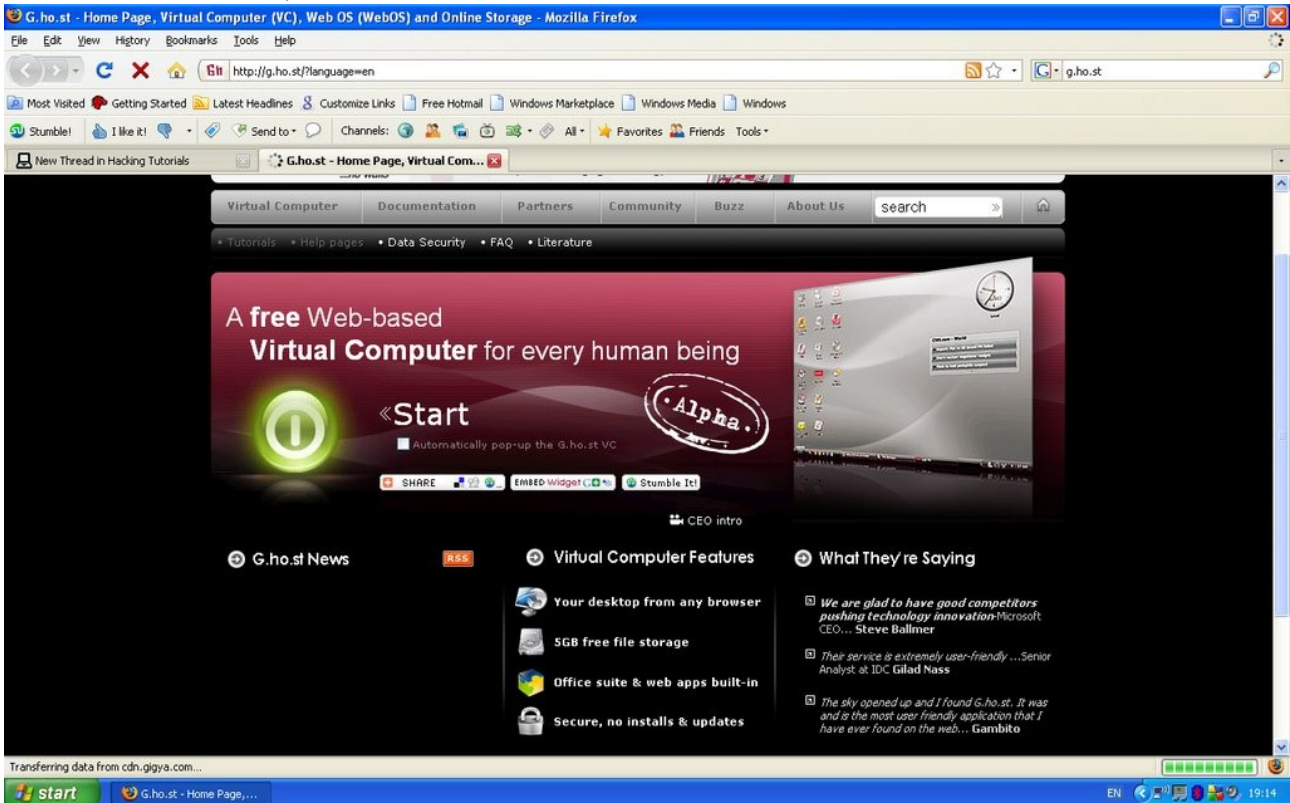 G.ho.st - Home Page, Virtual Computer (VC), Web OS (WebOS) and Online Storage - Mozilla Firefox
File Edit View History Bookmarks Tools Help
http://g.ho.st/?language=en g.ho.st
Most Visited Getting Started Latest Headlines Customize Links Free Hotmail Windows Marketplace Windows Media Windows
Stumble! I like it! Send to Channels: All Favorites Friends Tools
New Thread in Hacking Tutorials G.ho.st - Home Page, Virtual Com...
Virtual Computer Documentation Partners Community Buzz About Us search »
• Tutorials • Help pages • Data Security • FAQ • Literature
A free Web-based
Virtual Computer for every human being
«Start
• Alpha •
Automatically pop-up the G.ho.st VC
SHARE EMBED Widget Stumble It!
CEO intro
G.ho.st News RSS Virtual Computer Features What They're Saying
Your desktop from any browser
5GB free file storage
Office suite & web apps built-in
Secure, no installs & updates
We are glad to have good competitors
pushing technology innovation-Microsoft
CEO... Steve Ballmer
Their service is extremely user-friendly ...Senior
Analyst at IDC Gilad Nass
The sky opened up and I found G.ho.st. It was
and is the most user friendly application that I
have ever found on the web... Gambito
Transferring data from cdn.gigya.com...
start G.ho.st - Home Page,... EN 19:14